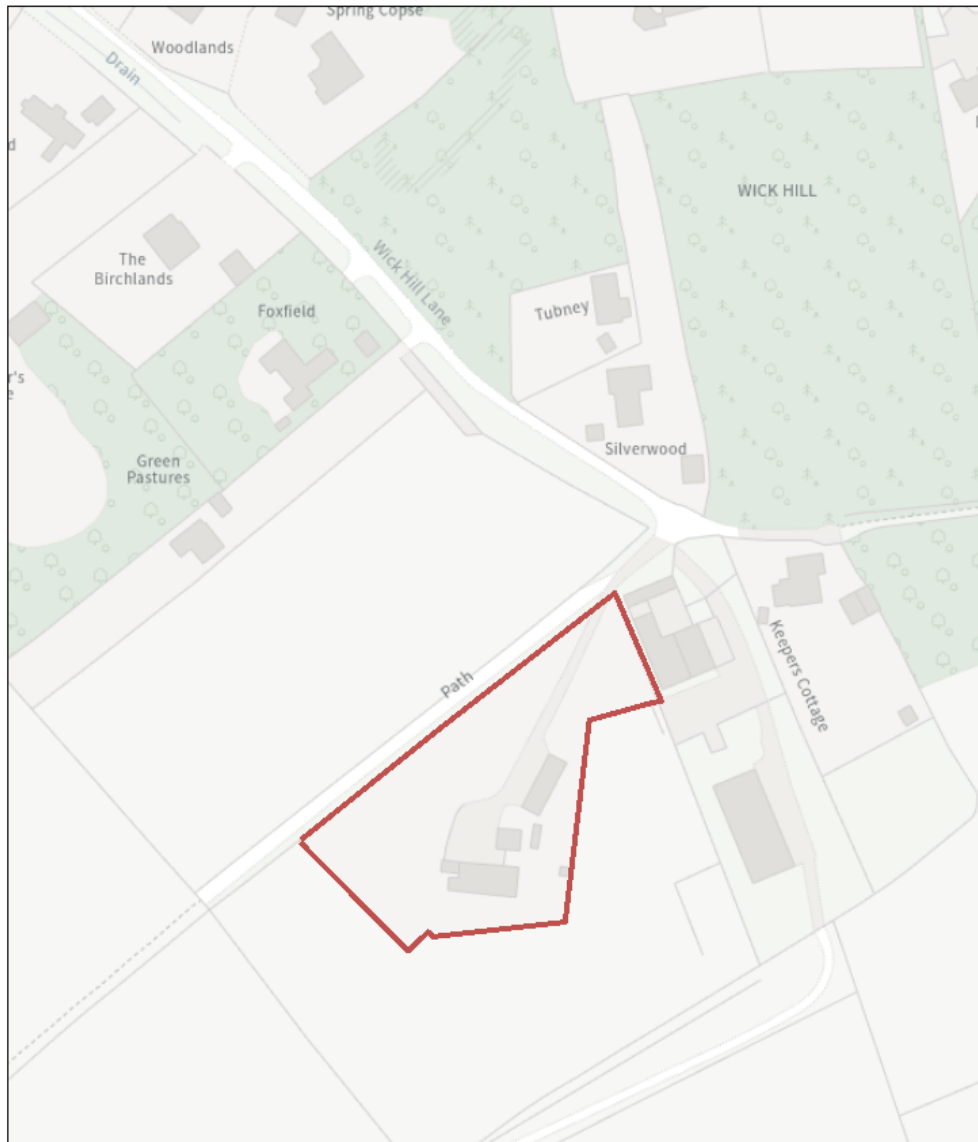 Spring Copse
Woodlands
Drain
WICK HILL
Wick Hill Lane
The
Birchlands
Foxfield
Tubney
Silverwood
Green
Pastures
Keepers Cottage
Path